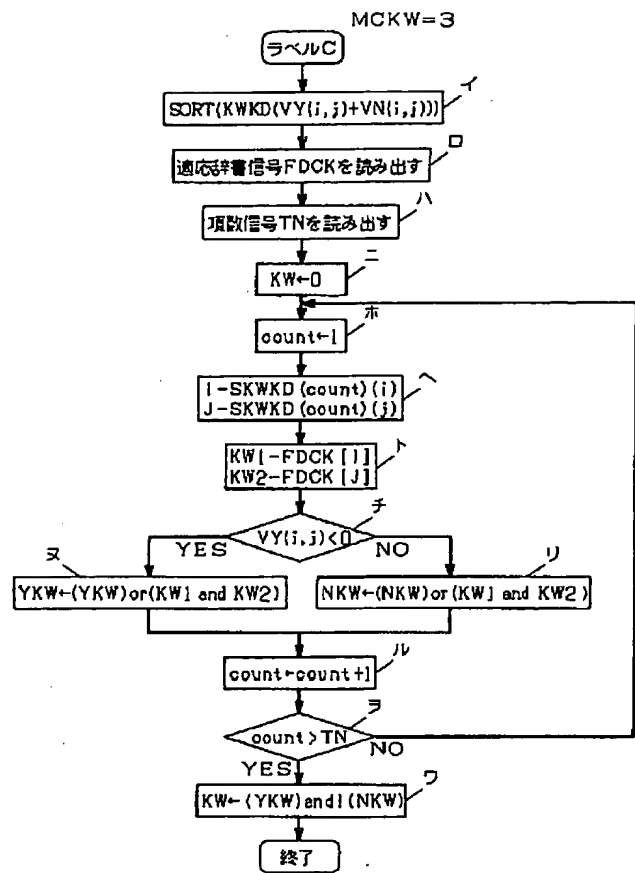 MCKW=3
ラベルC
イ
SORT(KWKD(VY(i,j)+VN(i,j)))
ロ
適応辞書信号FDCKを読み出す
ハ
項数信号TNを読み出す
ニ
KW←0
ホ
count←1
ヘ
I-SKWKD(count)(i)
J-SKWKD(count)(j)
ト
KW1-FDCK[I]
KW2-FDCK[J]
チ
VY(i,j)<0
YES
NO
ヌ
YKW←(YKW)or(KW1 and KW2)
リ
NKW←(NKW)or(KW1 and KW2)
ル
count←count+1
ヲ
count>TN
NO
YES
ワ
KW←(YKW)and!(NKW)
終了